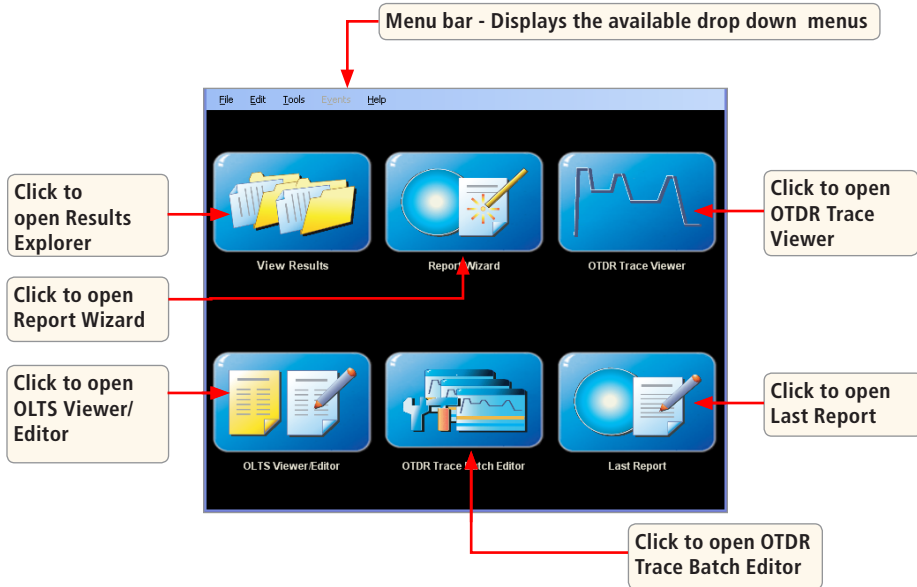 Menu bar - Displays the available drop down menus
File Edit Tools Events Help
Click to
open Results
Explorer
Click to open
OTDR Trace
Viewer
View Results
Report Wizard
OTDR Trace Viewer
Click to open
Report Wizard
Click to open
OLTS Viewer/
Editor
Click to open
Last Report
OLTS Viewer/Editor
OTDR Trace Batch Editor
Last Report
Click to open OTDR
Trace Batch Editor